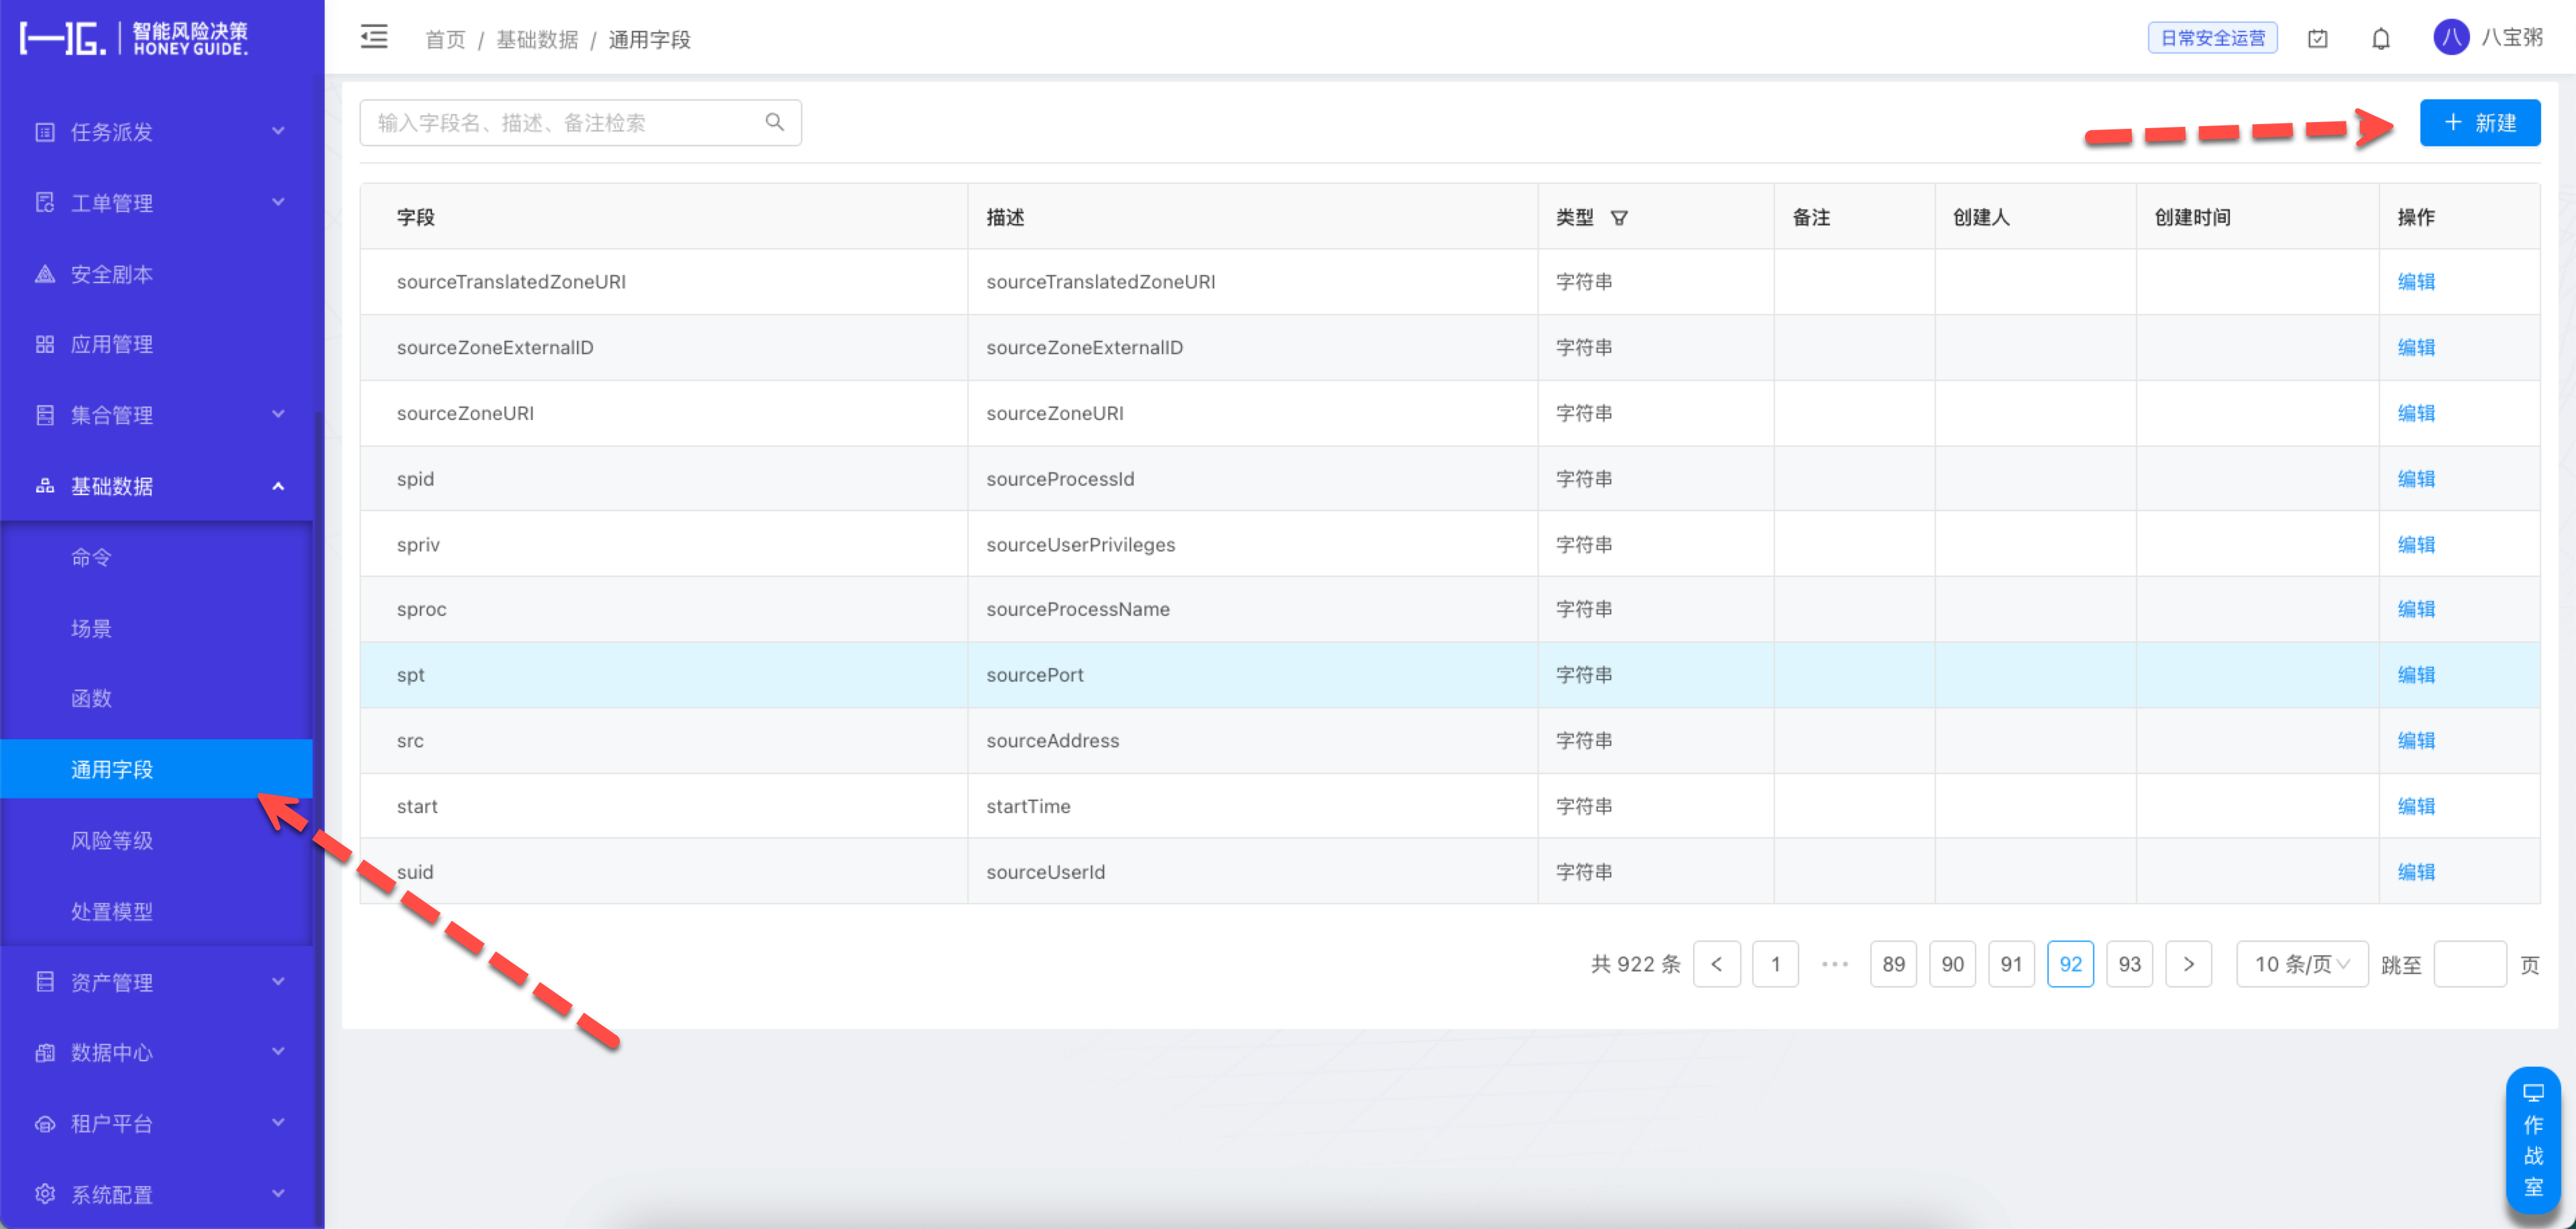 智能风险决策
HONEY GUIDE.
首页 / 基础数据 / 通用字段
日常安全运营
八 八宝粥
任务派发
工单管理
安全剧本
应用管理
集合管理
基础数据
命令
场景
函数
通用字段
风险等级
处置模型
资产管理
数据中心
租户平台
系统配置
输入字段名、描述、备注检索
新建
字段 描述 类型 备注 创建人 创建时间 操作
sourceTranslatedZoneURI sourceTranslatedZoneURI 字符串 编辑
sourceZoneExternalID sourceZoneExternalID 字符串 编辑
sourceZoneURI sourceZoneURI 字符串 编辑
spid sourceProcessId 字符串 编辑
spriv sourceUserPrivileges 字符串 编辑
sproc sourceProcessName 字符串 编辑
spt sourcePort 字符串 编辑
src sourceAddress 字符串 编辑
start startTime 字符串 编辑
suid sourceUserId 字符串 编辑
共 922 条 < 1 ··· 89 90 91 92 93 > 10 条/页 跳至 页
作战室